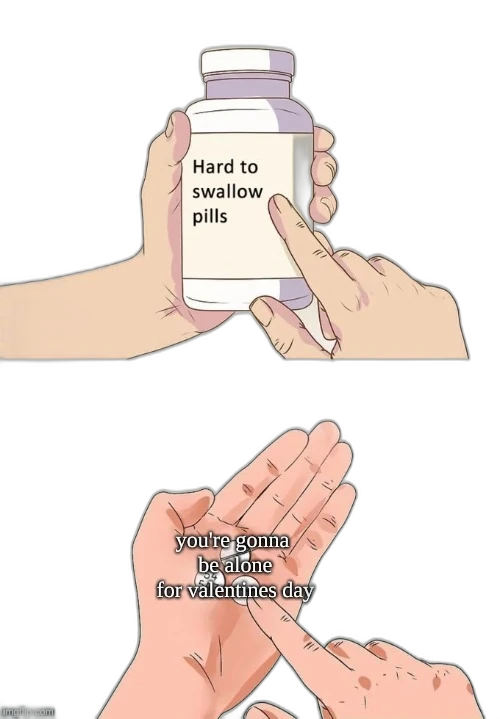 Hard to
swallow
pills
you're gonna
be alone
for valentines day
imgflip.com